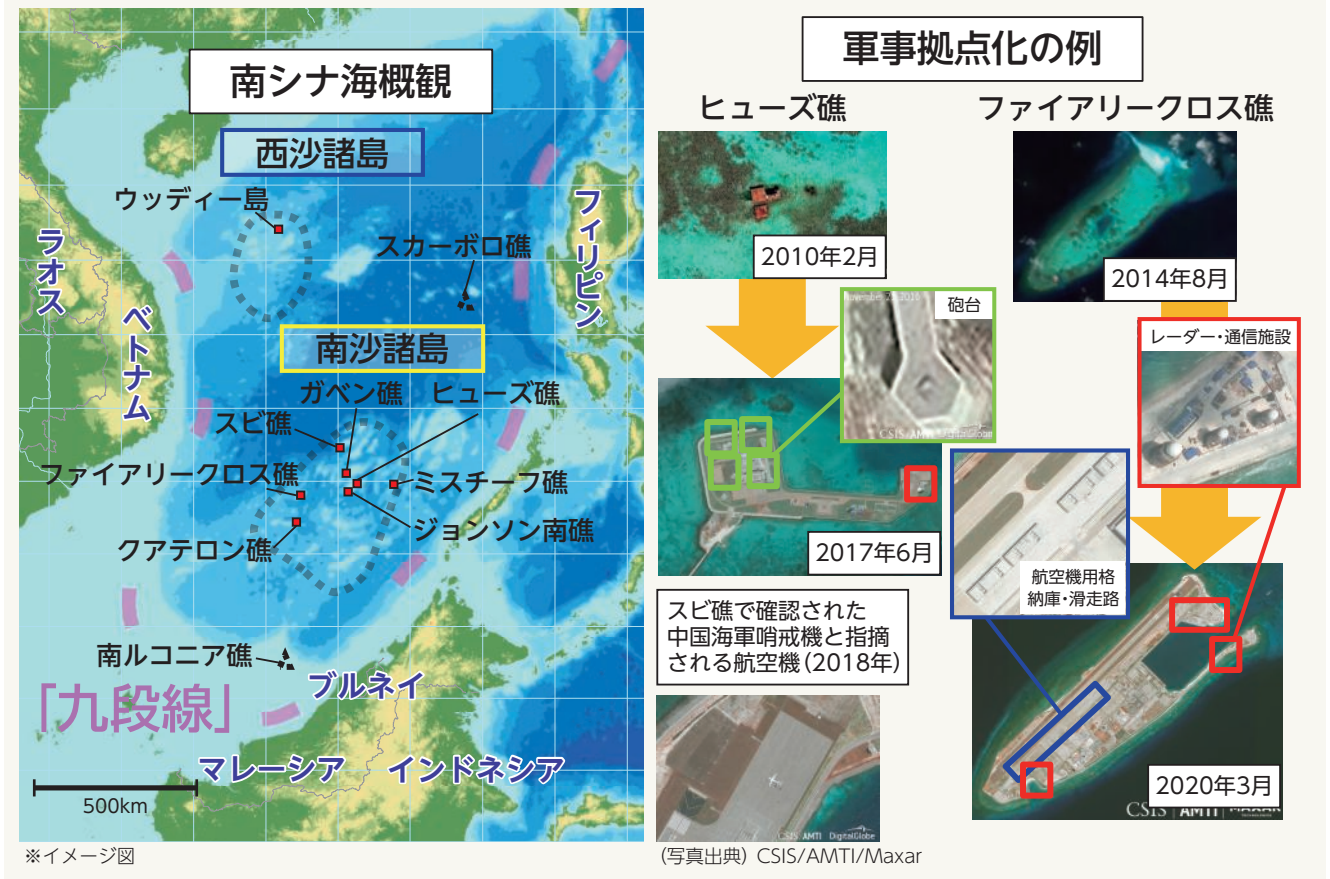 南シナ海概観
西沙諸島
ウッディー島
スカーボロ礁
ラオス
ベトナム
フィリピン
南沙諸島
ガベン礁
ヒューズ礁
スビ礁
ファイアリークロス礁
ミスチーフ礁
ジョンソン南礁
クアテロン礁
南ルコニア礁
「九段線」
ブルネイ
マレーシア
インドネシア
500km
※イメージ図
軍事拠点化の例
ヒューズ礁
2010年2月
砲台
CSIS AMTI DigitalGlobe
2017年6月
ファイアリークロス礁
2014年8月
レーダー・通信施設
航空機用格
納庫・滑走路
2020年3月
CSIS AMTI MAXAR
スビ礁で確認された
中国海軍哨戒機と指摘
される航空機（2018年）
CSIS AMTI DigitalGlobe
（写真出典）CSIS/AMTI/Maxar